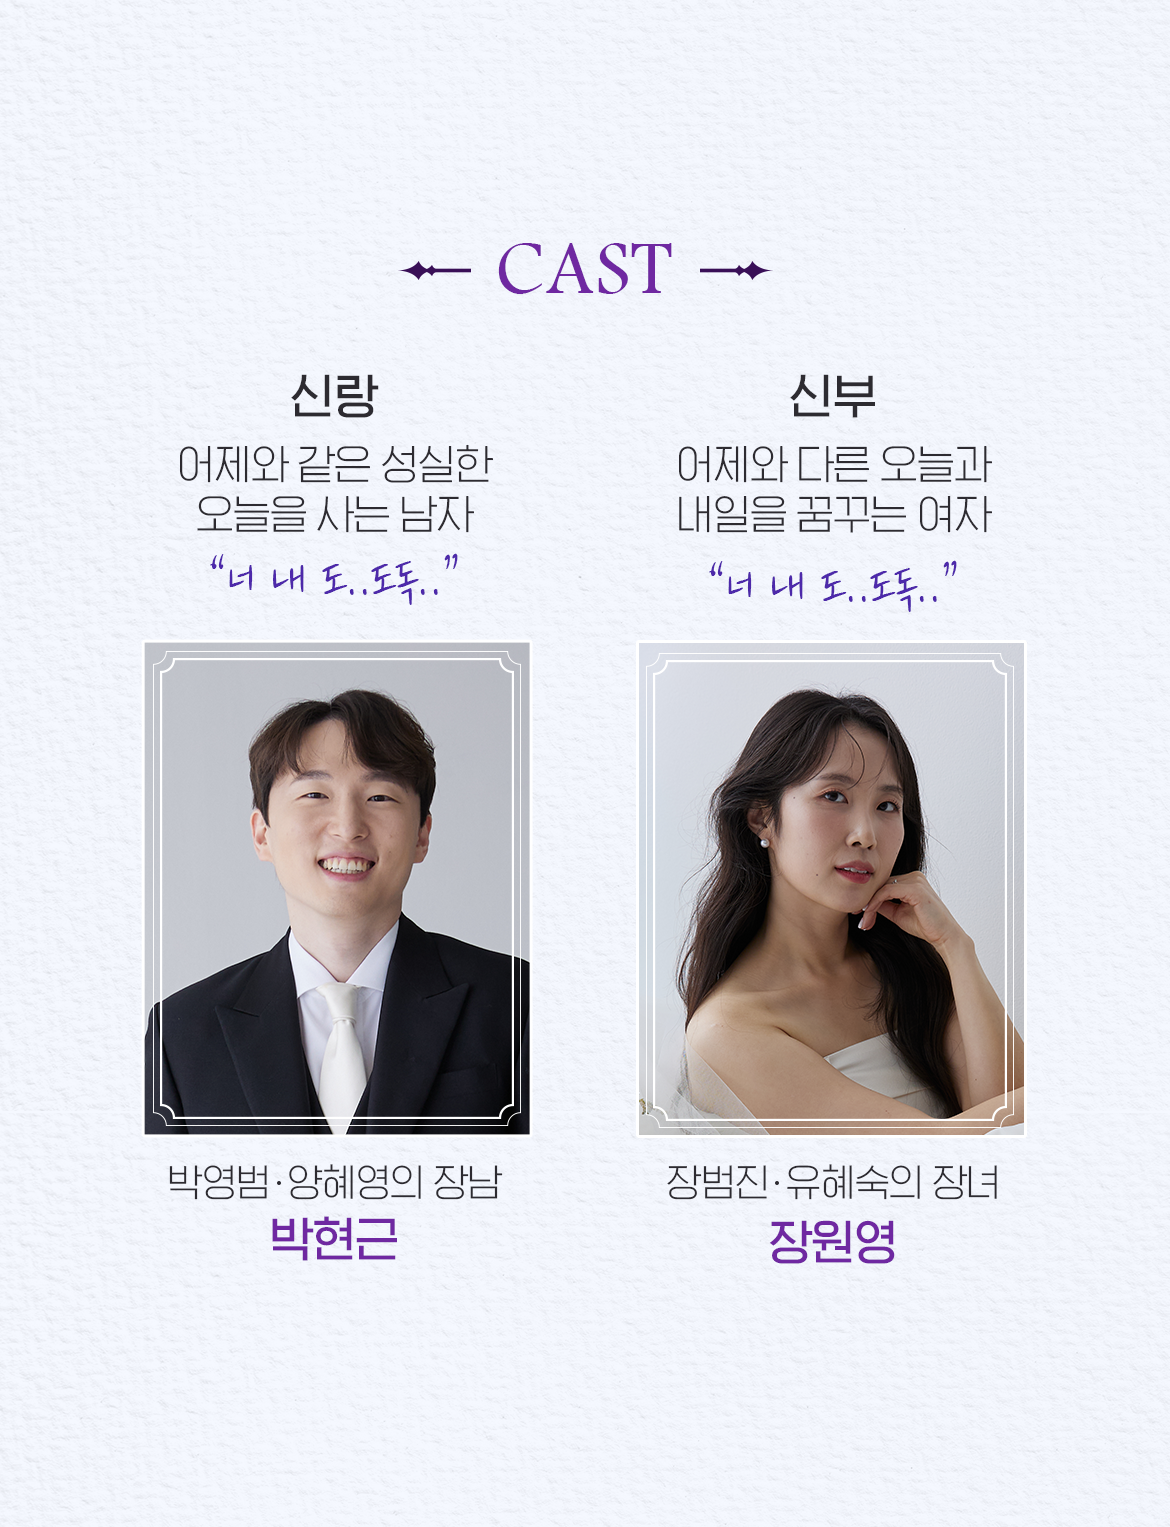 CAST
신랑
어제와 같은 성실한
오늘을 사는 남자
“너 내 도..도독..”
박영범·양혜영의 장남
박현근
신부
어제와 다른 오늘과
내일을 꿈꾸는 여자
“너 내 도..도독..”
장범진·유혜숙의 장녀
장원영